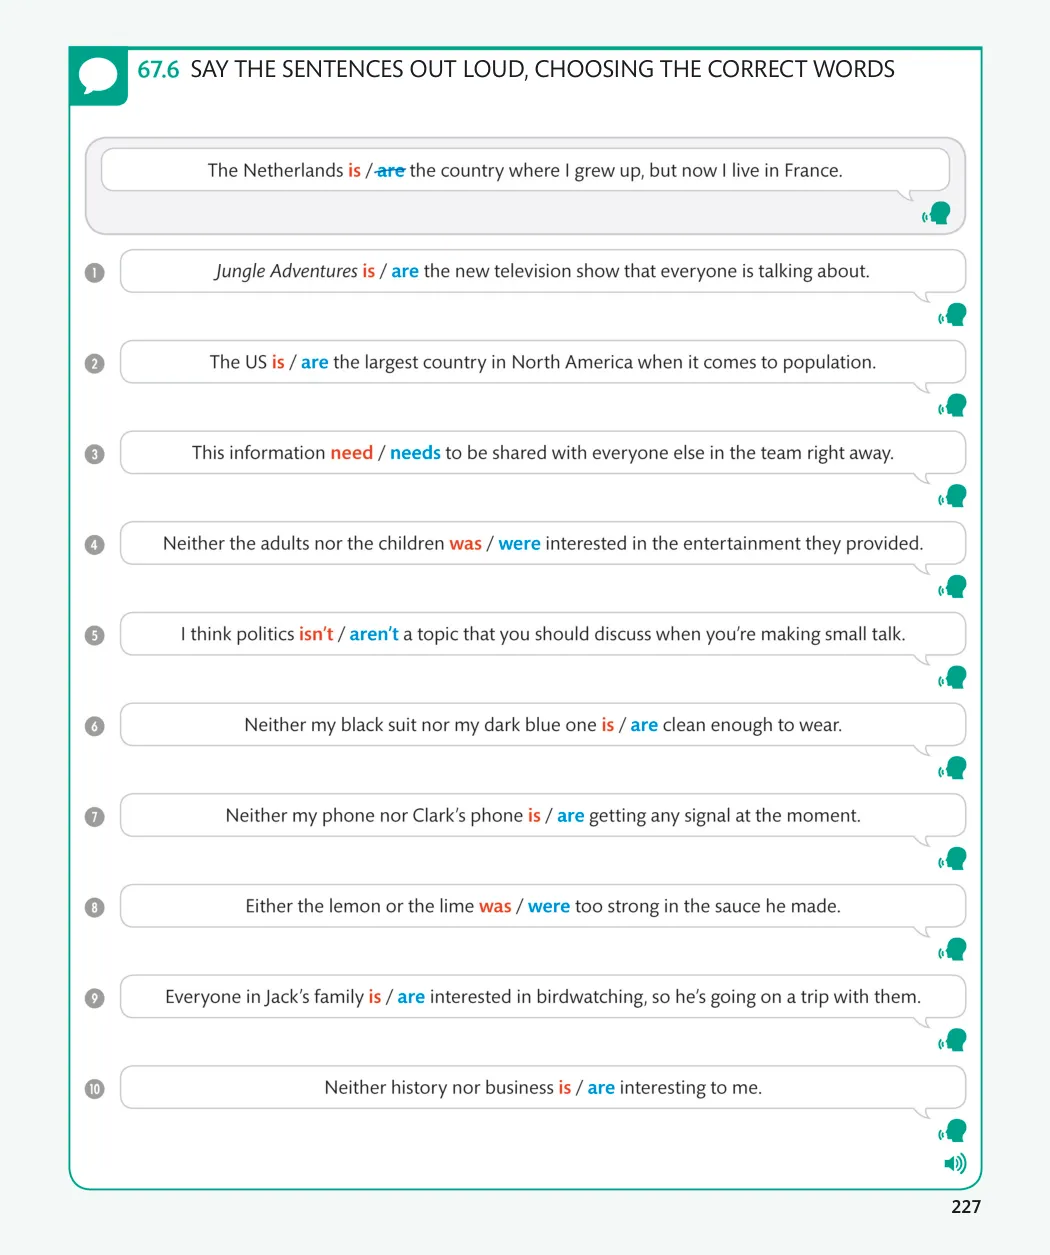 67.6 SAY THE SENTENCES OUT LOUD, CHOOSING THE CORRECT WORDS
The Netherlands is / are the country where I grew up, but now I live in France.
1 Jungle Adventures is / are the new television show that everyone is talking about.
2 The US is / are the largest country in North America when it comes to population.
3 This information need / needs to be shared with everyone else in the team right away.
4 Neither the adults nor the children was / were interested in the entertainment they provided.
5 I think politics isn’t / aren’t a topic that you should discuss when you’re making small talk.
6 Neither my black suit nor my dark blue one is / are clean enough to wear.
7 Neither my phone nor Clark’s phone is / are getting any signal at the moment.
8 Either the lemon or the lime was / were too strong in the sauce he made.
9 Everyone in Jack’s family is / are interested in birdwatching, so he’s going on a trip with them.
10 Neither history nor business is / are interesting to me.
227